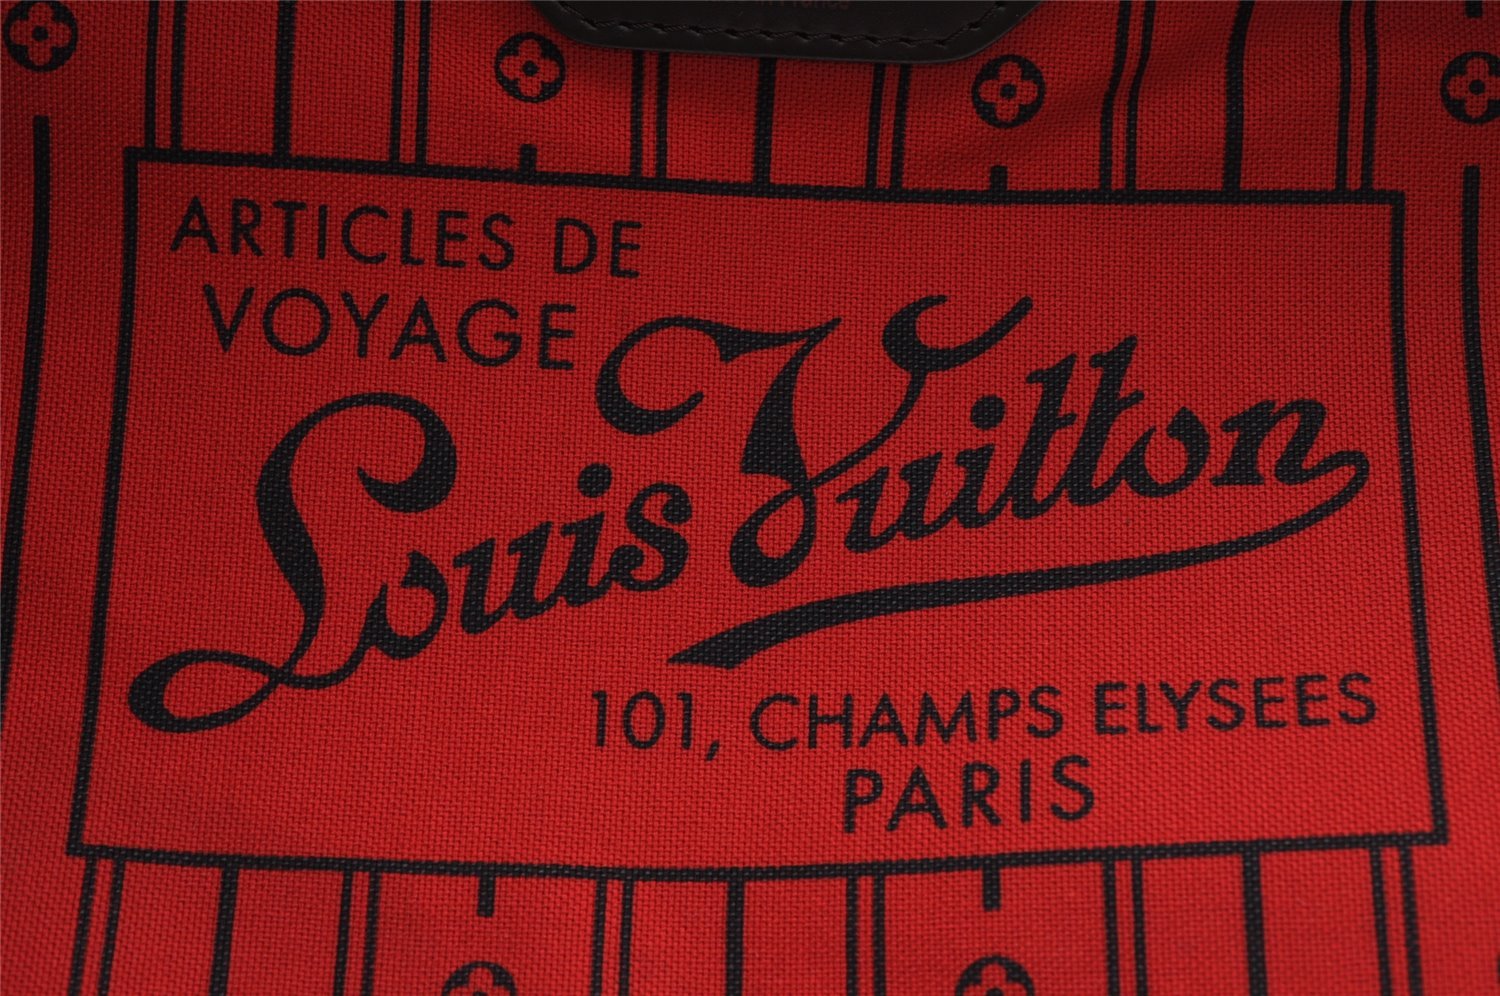 ARTICLES DE
VOYAGE
Louis Vuitton
101, CHAMPS ELYSEES
PARIS